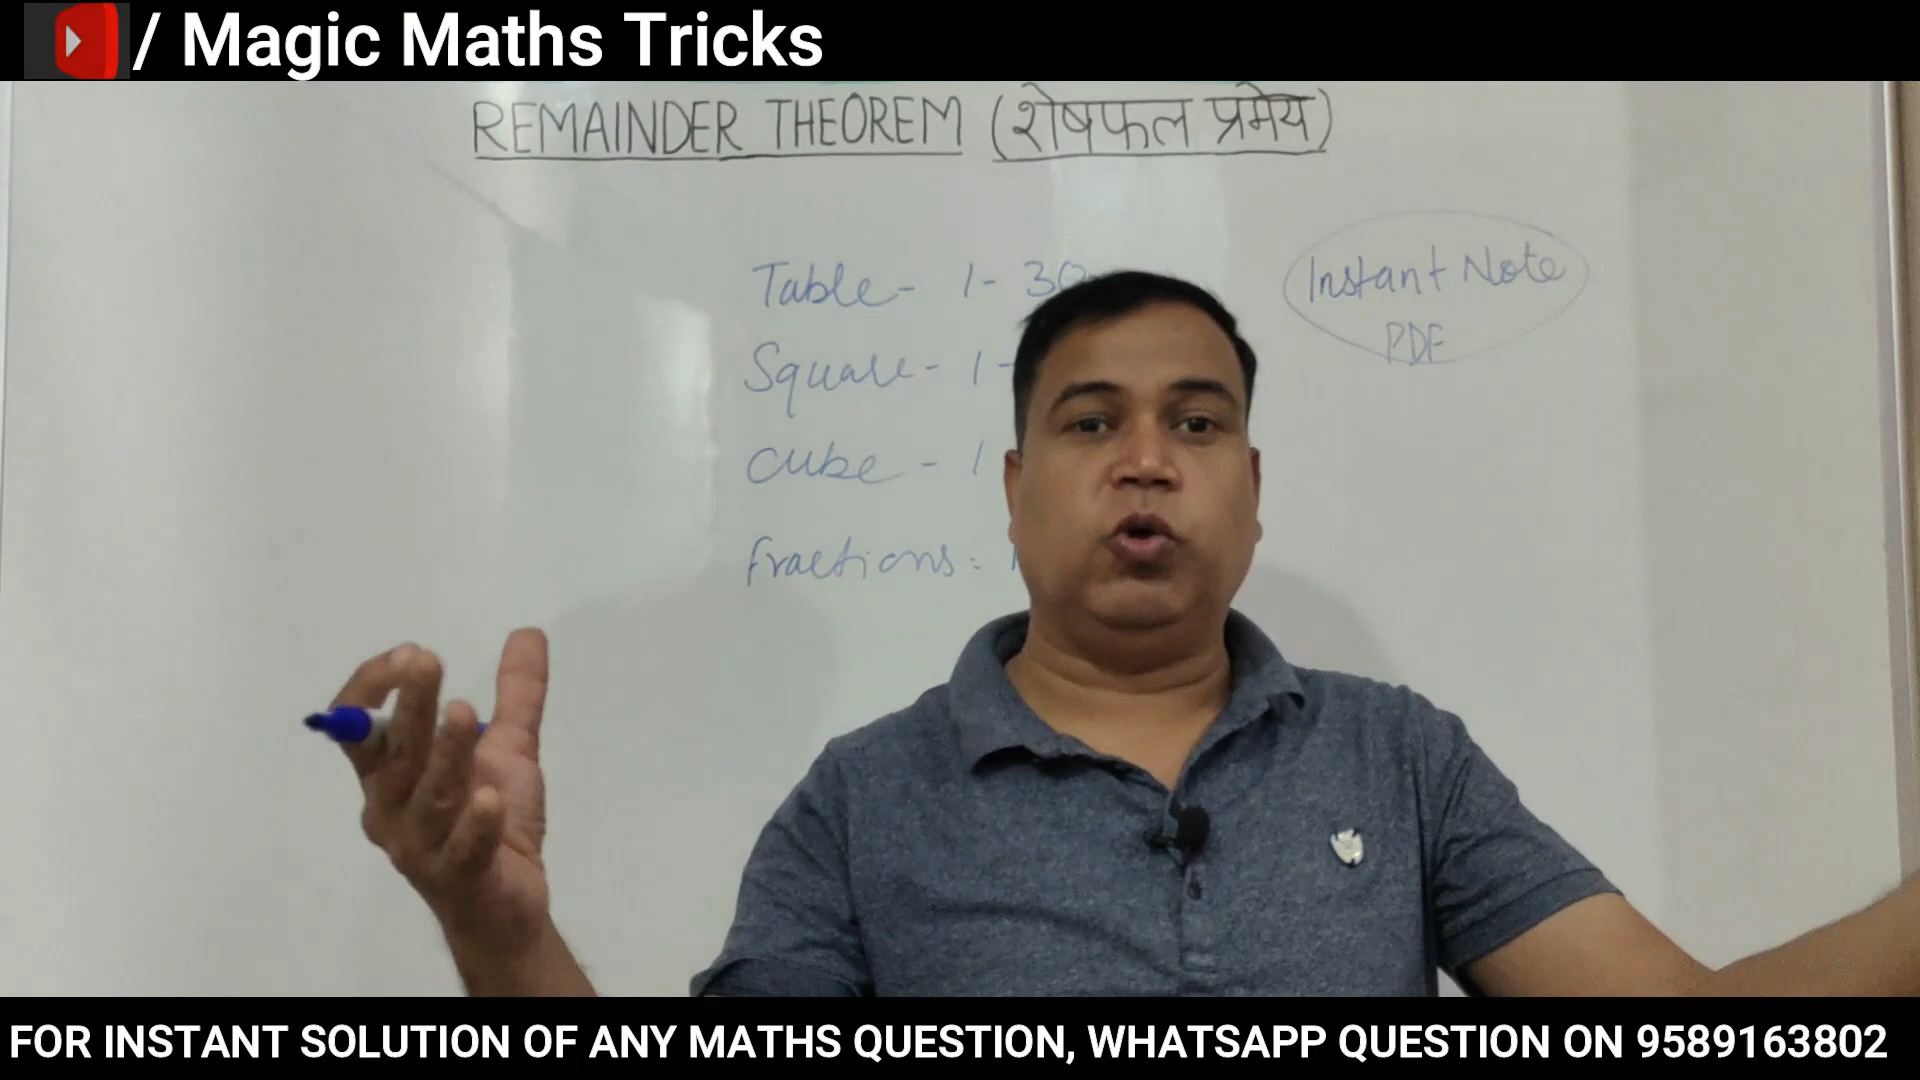 / Magic Maths Tricks
REMAINDER THEOREM (शेषफल प्रमेय)
Table - 1 - 30
Square - 1 -
Cube - 1
fractions =
Instant Note
PDF
FOR INSTANT SOLUTION OF ANY MATHS QUESTION, WHATSAPP QUESTION ON 9589163802